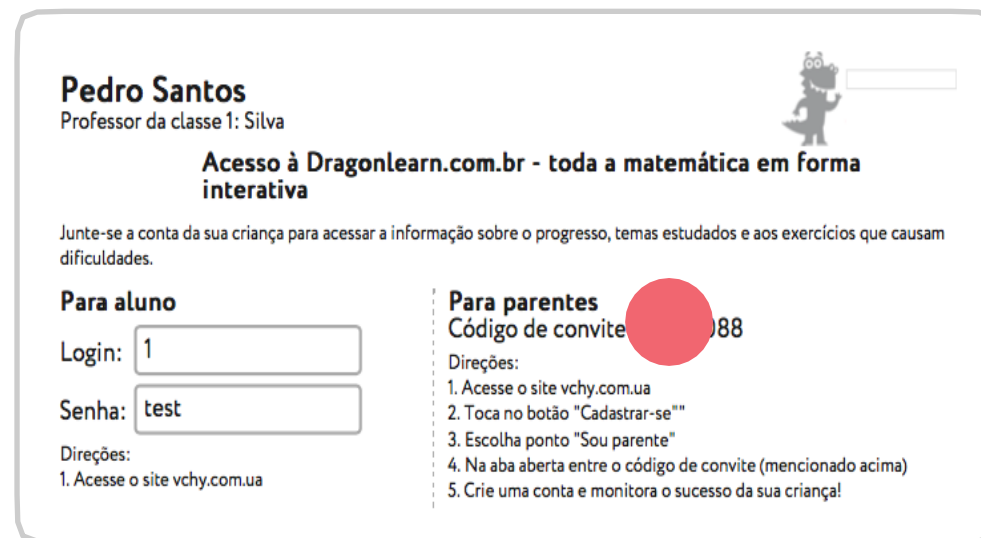 Pedro Santos
Professor da classe 1: Silva
Acesso à Dragonlearn.com.br - toda a matemática em forma
interativa
Junte-se a conta da sua criança para acessar a informação sobre o progresso, temas estudados e aos exercícios que causam
dificuldades.
Para aluno
Login: 1
Senha: test
Direções:
1. Acesse o site vchy.com.ua
Para parentes
Código de convite
Direções:
1. Acesse o site vchy.com.ua
2. Toca no botão "Cadastrar-se""
3. Escolha ponto "Sou parente"
4. Na aba aberta entre o código de convite (mencionado acima)
5. Crie uma conta e monitora o sucesso da sua criança!